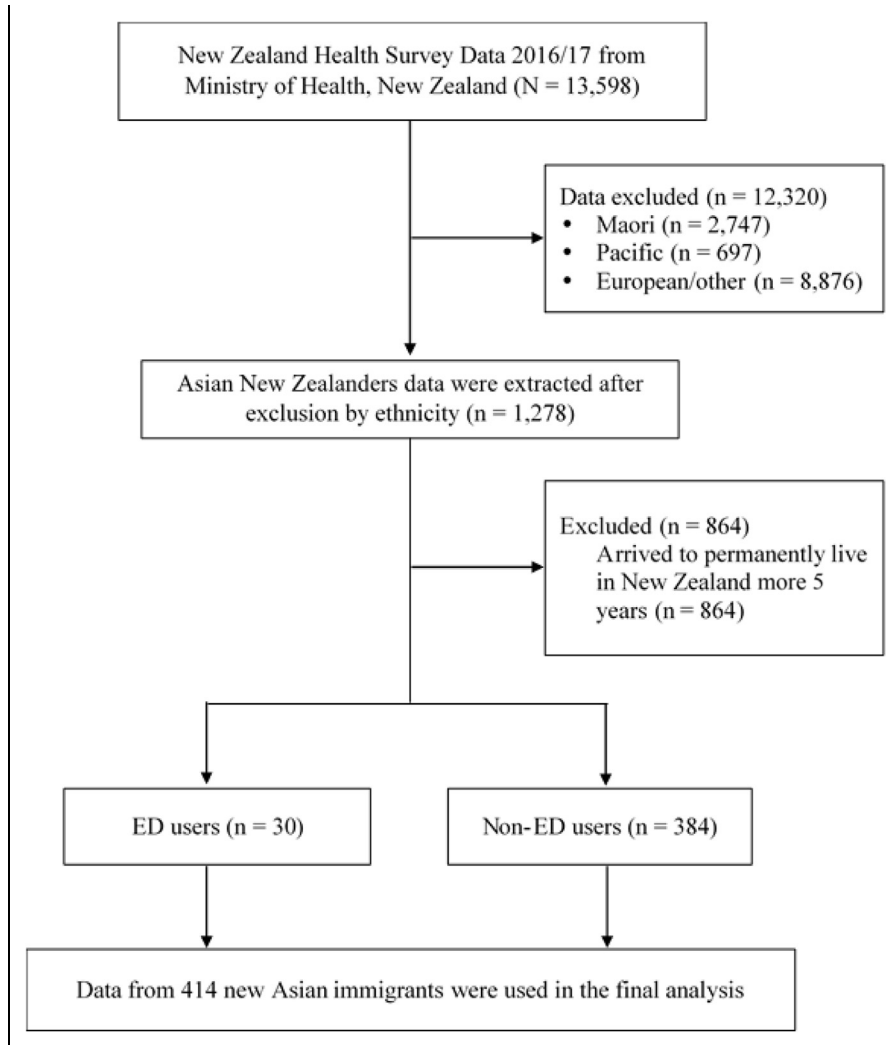 New Zealand Health Survey Data 2016/17 from
Ministry of Health, New Zealand (N = 13,598)
Data excluded (n = 12,320)
• Maori (n = 2,747)
• Pacific (n = 697)
• European/other (n = 8,876)
Asian New Zealanders data were extracted after
exclusion by ethnicity (n = 1,278)
Excluded (n = 864)
Arrived to permanently live
in New Zealand more 5
years (n = 864)
ED users (n = 30)
Non-ED users (n = 384)
Data from 414 new Asian immigrants were used in the final analysis